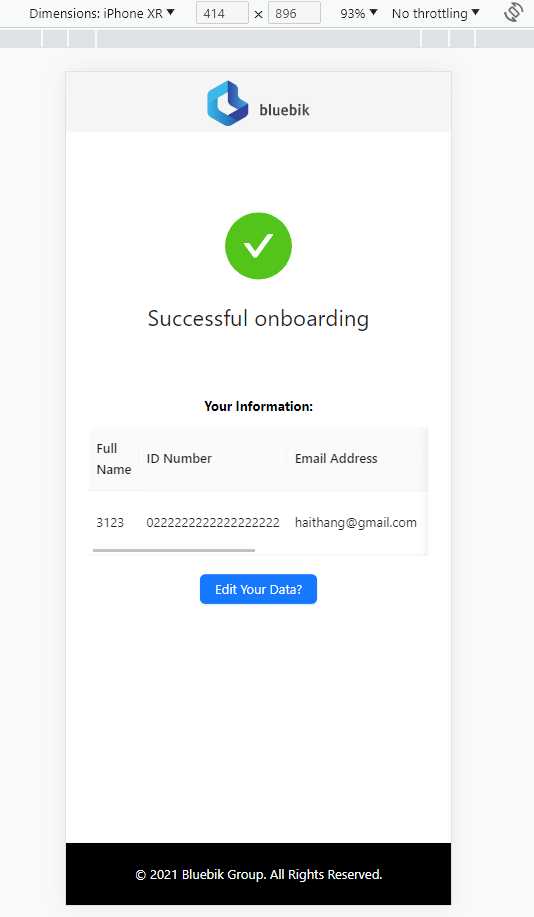 Dimensions: iPhone XR 414 × 896 93% No throttling
bluebik
Successful onboarding
Your Information:
Full Name ID Number Email Address
3123 0222222222222222222 haithang@gmail.com
Edit Your Data?
© 2021 Bluebik Group. All Rights Reserved.